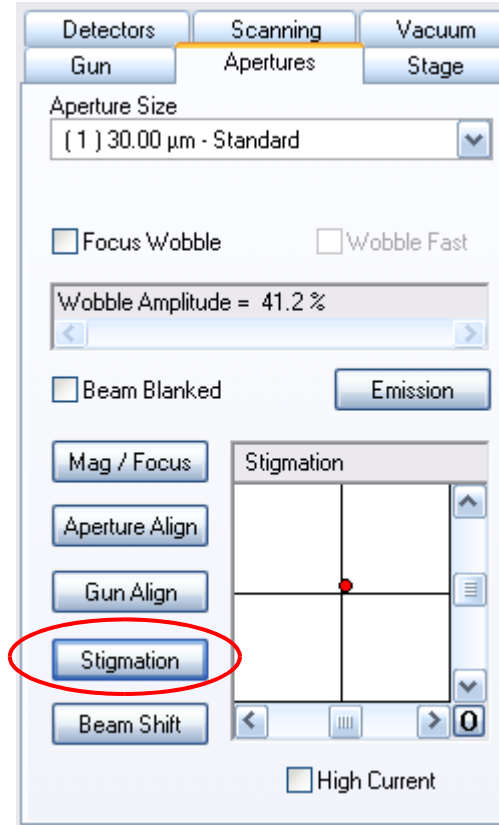 Detectors Scanning Vacuum
Gun Apertures Stage
Aperture Size
( 1 ) 30.00 µm - Standard
Focus Wobble Wobble Fast
Wobble Amplitude = 41.2 %
Beam Blanked Emission
Mag / Focus Stigmation
Aperture Align
Gun Align
Stigmation
Beam Shift 0
High Current